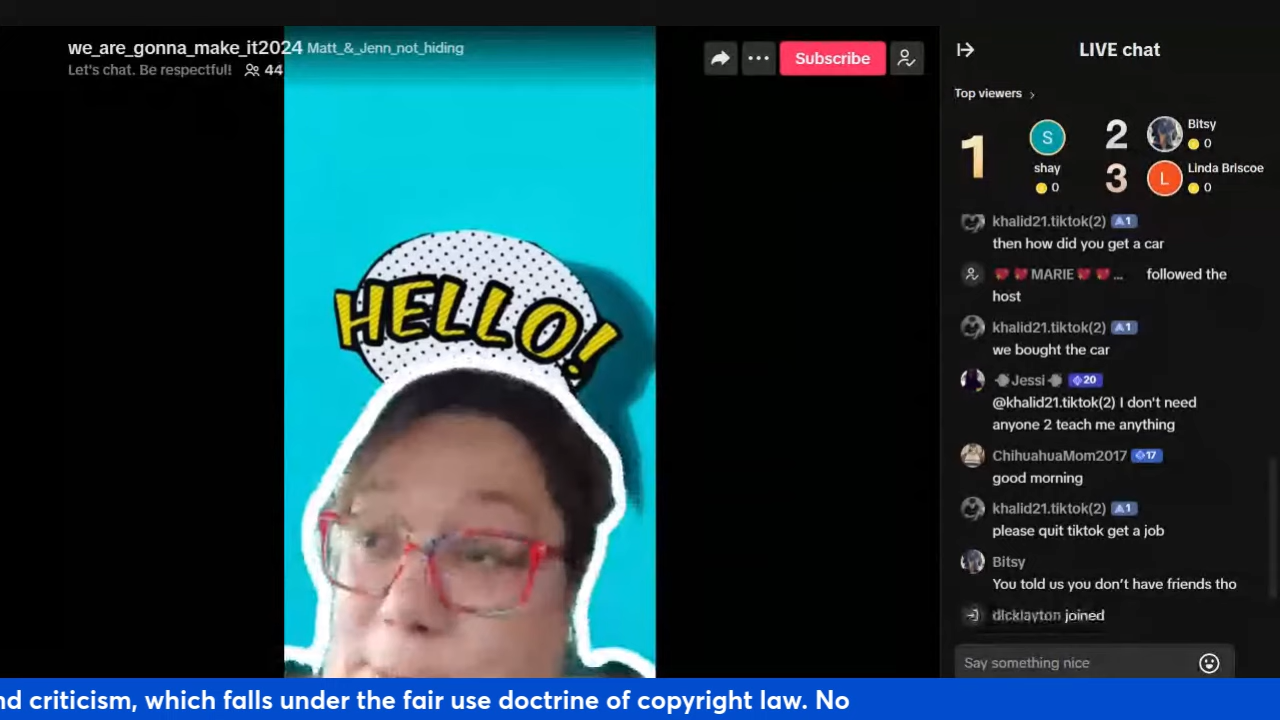 we_are_gonna_make_it2024 Matt_&_Jenn_not_hiding
Let's chat. Be respectful! 44
Subscribe
HELLO!
LIVE chat
Top viewers >
1 S shay 0
2 Bitsy 0
3 L Linda Briscoe 0
khalid21.tiktok(2) 1
then how did you get a car
MARIE ... followed the
host
khalid21.tiktok(2) 1
we bought the car
Jessi 20
@khalid21.tiktok(2) I don't need
anyone 2 teach me anything
ChihuahuaMom2017 17
good morning
khalid21.tiktok(2) 1
please quit tiktok get a job
Bitsy
You told us you don't have friends tho
dicklayton joined
Say something nice
nd criticism, which falls under the fair use doctrine of copyright law. No